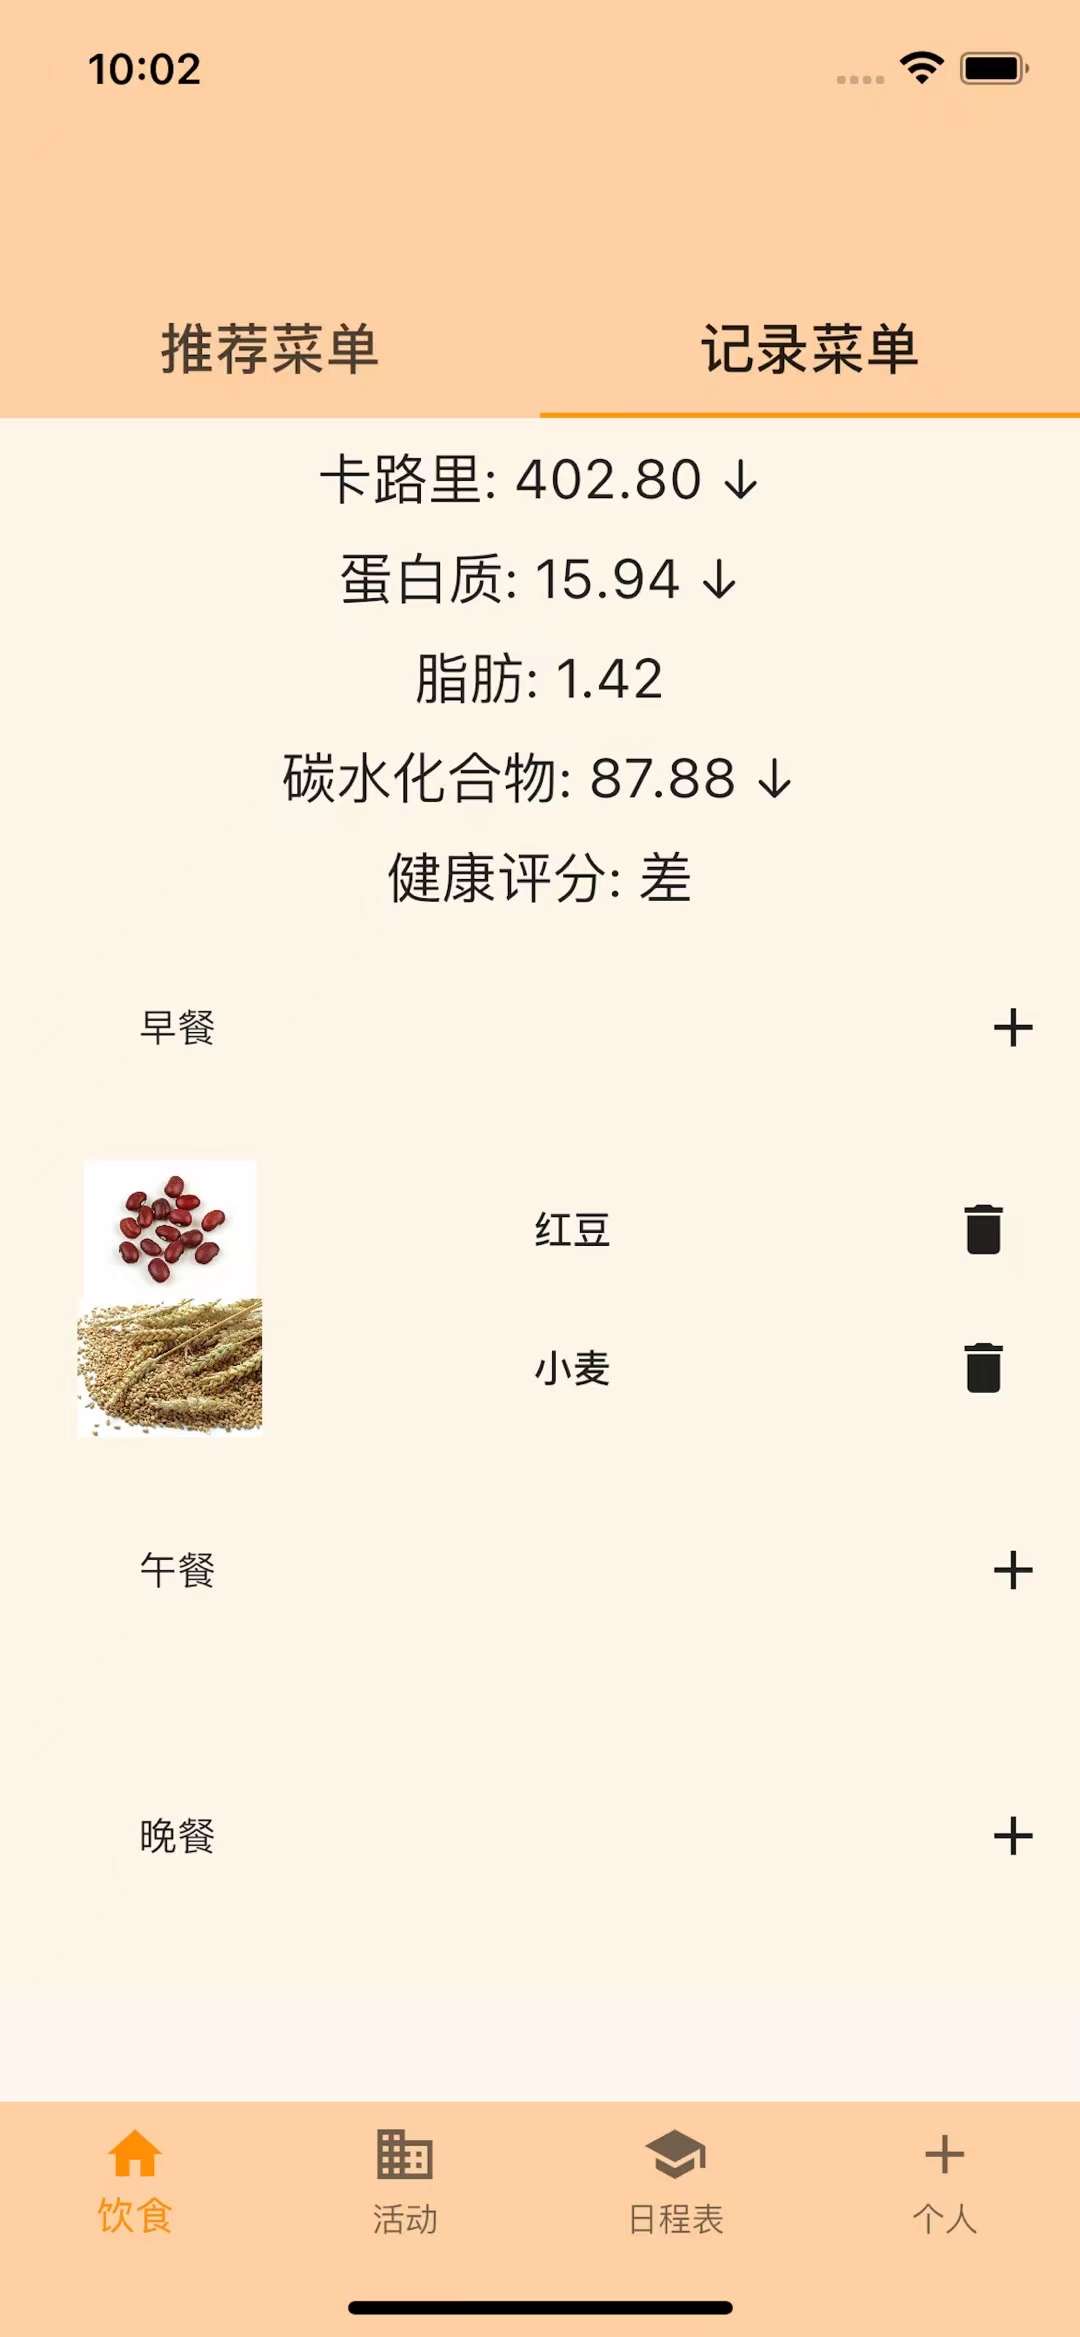 10:02
推荐菜单 记录菜单
卡路里: 402.80 ↓
蛋白质: 15.94 ↓
脂肪: 1.42
碳水化合物: 87.88 ↓
健康评分: 差
早餐
红豆
小麦
午餐
晚餐
饮食 活动 日程表 个人